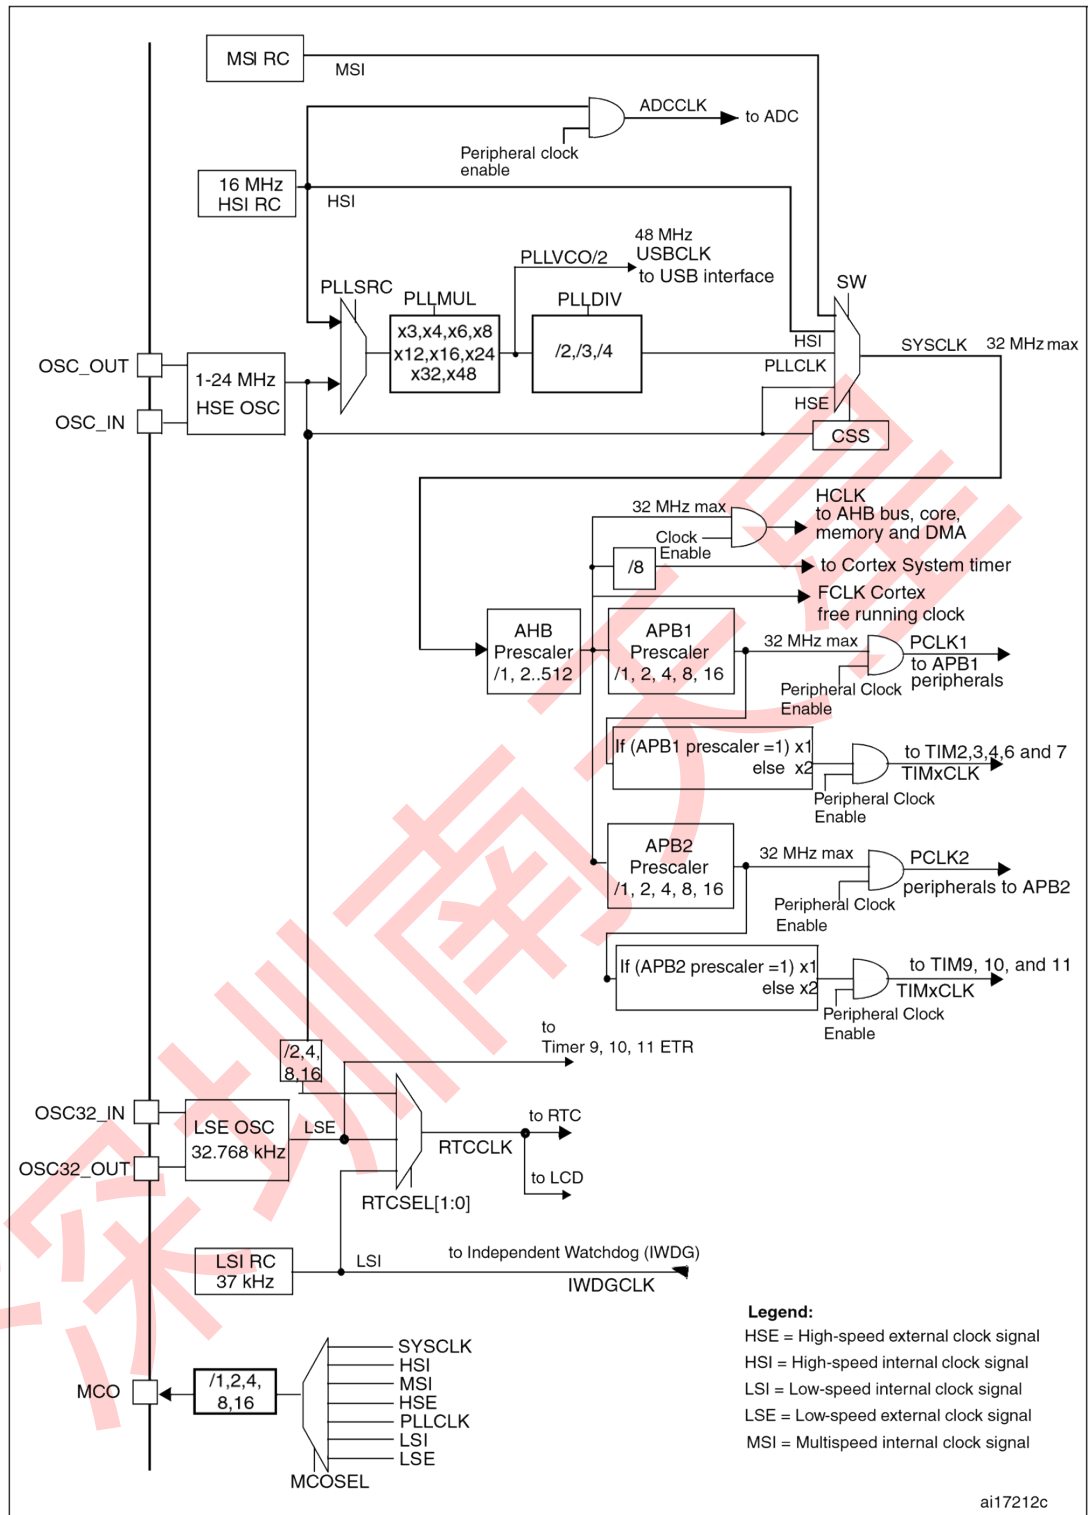 MSI RC
MSI
ADCCLK
to ADC
Peripheral clock
enable
16 MHz
HSI RC
HSI
48 MHz
USBCLK
to USB interface
PLLVCO/2
PLLSRC
PLLMUL
PLLDIV
SW
x3,x4,x6,x8
x12,x16,x24
x32,x48
/2,/3,/4
HSI
PLLCLK
HSE
SYSCLK
32 MHz max
OSC_OUT
OSC_IN
1-24 MHz
HSE OSC
CSS
32 MHz max
HCLK
to AHB bus, core,
memory and DMA
Clock
Enable
/8
to Cortex System timer
FCLK Cortex
free running clock
AHB
Prescaler
/1, 2..512
APB1
Prescaler
/1, 2, 4, 8, 16
32 MHz max
PCLK1
to APB1
peripherals
Peripheral Clock
Enable
If (APB1 prescaler =1) x1
else x2
to TIM2,3,4,6 and 7
TIMxCLK
Peripheral Clock
Enable
APB2
Prescaler
/1, 2, 4, 8, 16
32 MHz max
PCLK2
peripherals to APB2
Peripheral Clock
Enable
If (APB2 prescaler =1) x1
else x2
to TIM9, 10, and 11
TIMxCLK
Peripheral Clock
Enable
to
Timer 9, 10, 11 ETR
/2,4,
8,16
OSC32_IN
OSC32_OUT
LSE OSC
32.768 kHz
LSE
to RTC
RTCCLK
to LCD
RTCSEL[1:0]
LSI RC
37 kHz
LSI
to Independent Watchdog (IWDG)
IWDGCLK
MCO
/1,2,4,
8,16
SYSCLK
HSI
MSI
HSE
PLLCLK
LSI
LSE
MCOSEL
Legend:
HSE = High-speed external clock signal
HSI = High-speed internal clock signal
LSI = Low-speed internal clock signal
LSE = Low-speed external clock signal
MSI = Multispeed internal clock signal
ai17212c
深圳南天星